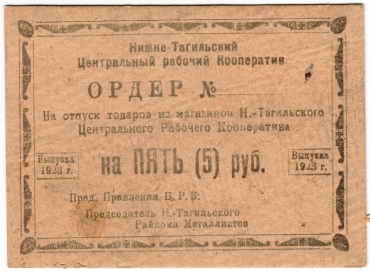 Нижне-Тагильский
Центральный рабочий Кооператив.
ОРДЕР №
На отпуск товаров из магазинов Н.-Тагильского
Центрального Рабочего Кооператива
на ПЯТЬ (5) руб.
Выпуска
1923 г.
Выпуска
1923 г.
Пред. Правления Ц. Р. К.
Председатель Н.-Тагильского
Райкома Металлистов